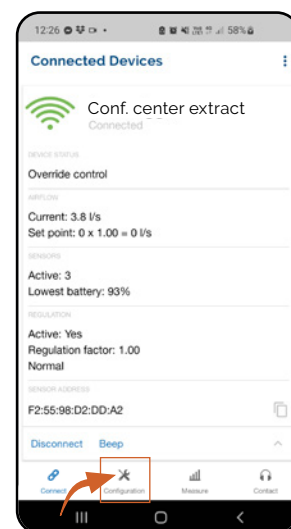 12:26
58%
Connected Devices
Conf. center extract
Connected
DEVICE STATUS
Override control
AIRFLOW
Current: 3.8 l/s
Set point: 0 x 1.00 = 0 l/s
SENSORS
Active: 3
Lowest battery: 93%
REGULATION
Active: Yes
Regulation factor: 1.00
Normal
SENSOR ADDRESS
F2:55:98:D2:DD:A2
Disconnect Beep
Connect Configuration Measure Contact